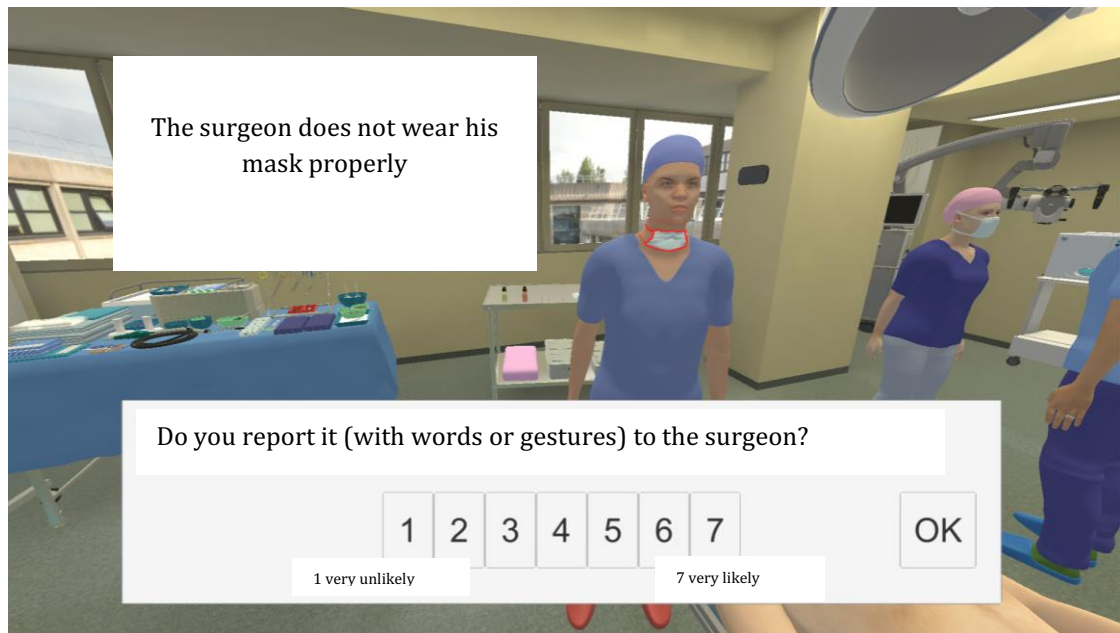 The surgeon does not wear his
mask properly
Do you report it (with words or gestures) to the surgeon?
1 2 3 4 5 6 7
OK
1 very unlikely
7 very likely